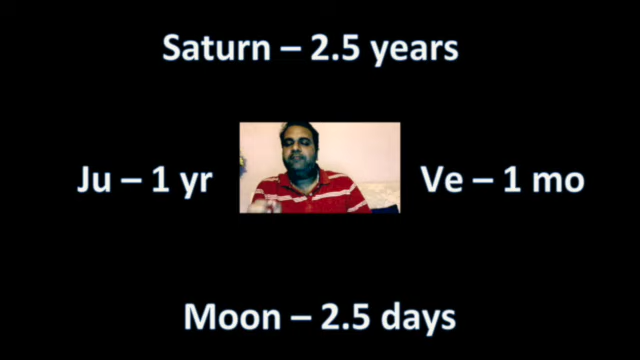 Saturn – 2.5 years
Ju – 1 yr
Ve – 1 mo
Moon – 2.5 days